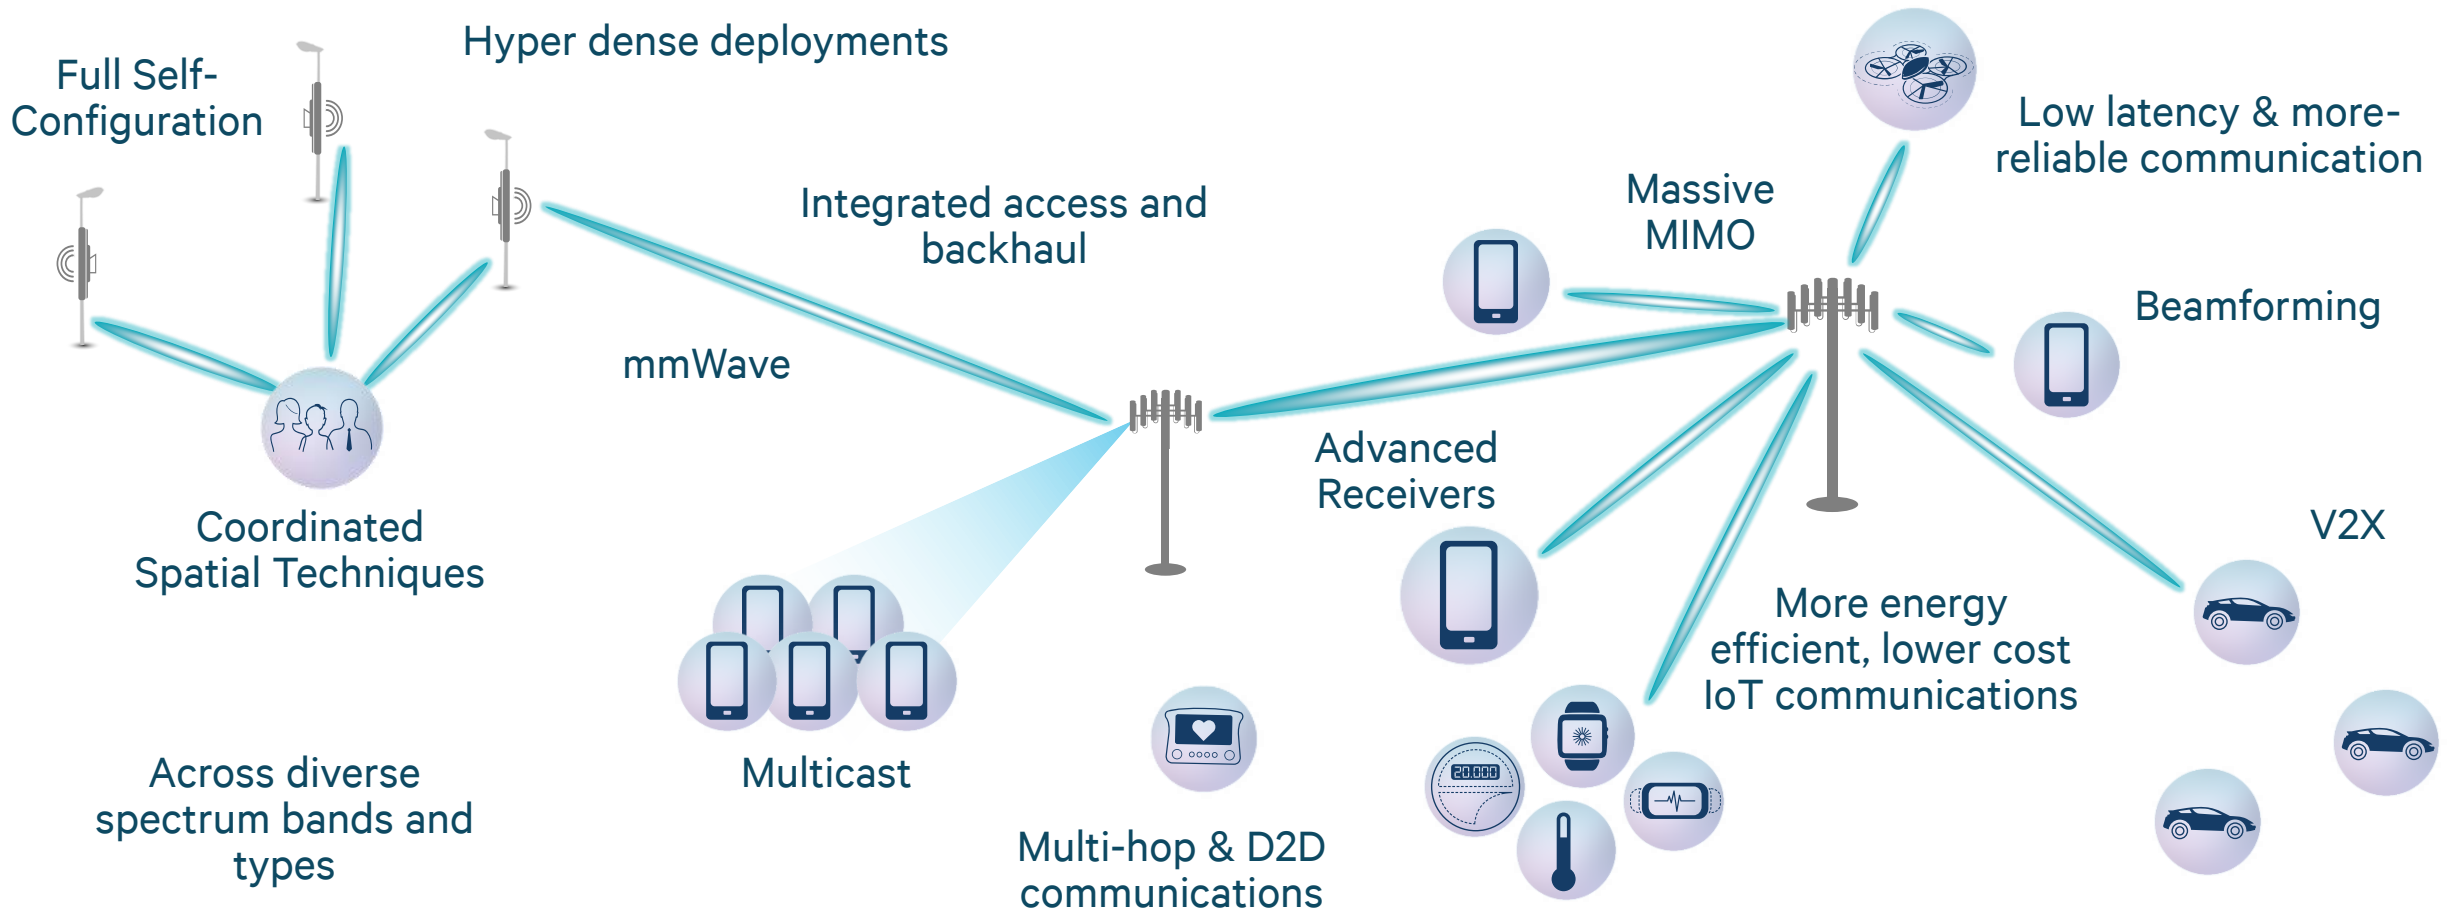 Hyper dense deployments
Full Self-
Configuration
Low latency & more-
reliable communication
Massive
MIMO
Integrated access and
backhaul
Beamforming
mmWave
Advanced
Receivers
Coordinated
Spatial Techniques
V2X
More energy
efficient, lower cost
IoT communications
20.000
Multicast
Across diverse
spectrum bands and
types
Multi-hop & D2D
communications